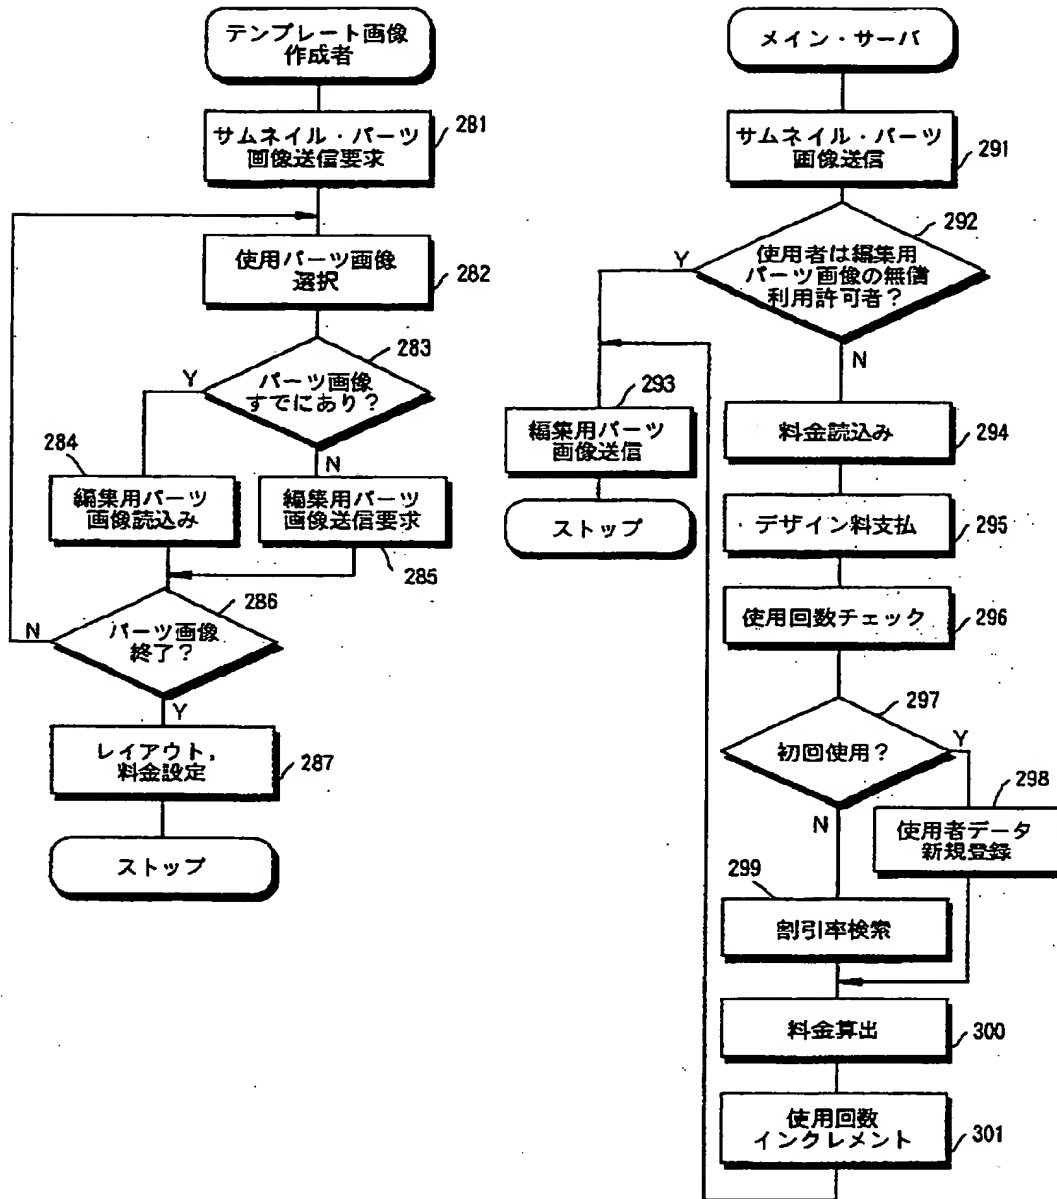 テンプレート画像
作成者
サムネイル・パーツ
画像送信要求
281
使用パーツ画像
選択
282
283
パーツ画像
すでにあり?
Y
N
284
編集用パーツ
画像読込み
編集用パーツ
画像送信要求
285
286
パーツ画像
終了?
N
Y
レイアウト,
料金設定
287
ストップ
メイン・サーバ
サムネイル・パーツ
画像送信
291
292
使用者は編集用
パーツ画像の無償
利用許可者?
Y
N
293
編集用パーツ
画像送信
ストップ
料金読込み
294
デザイン料支払
295
使用回数チェック
296
297
初回使用?
Y
N
298
使用者データ
新規登録
299
割引率検索
料金算出
300
使用回数
インクレメント
301